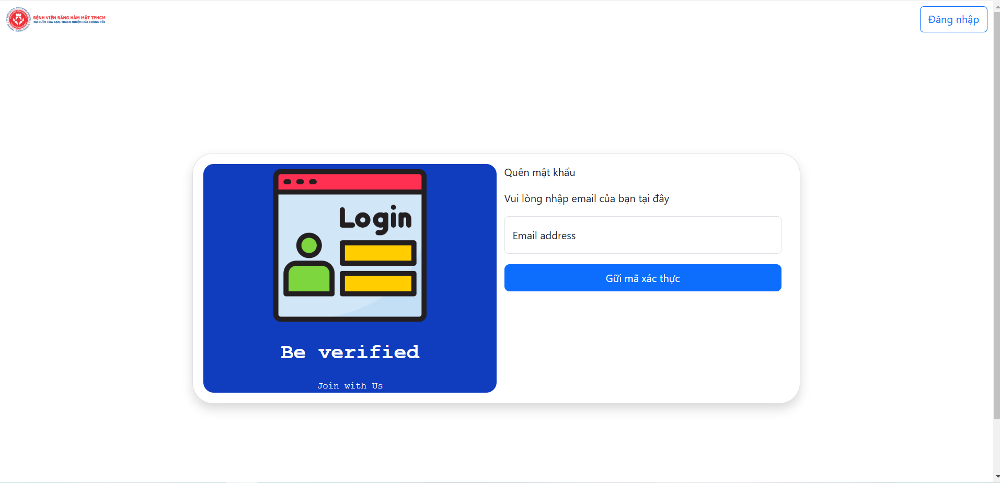 BỆNH VIỆN RĂNG HÀM MẶT TPHCM
NỤ CƯỜI CỦA BẠN, TRÁCH NHIỆM CỦA CHÚNG TÔI
Đăng nhập
Login
Be verified
Join with Us
Quên mật khẩu
Vui lòng nhập email của bạn tại đây
Email address
Gữi mã xác thực